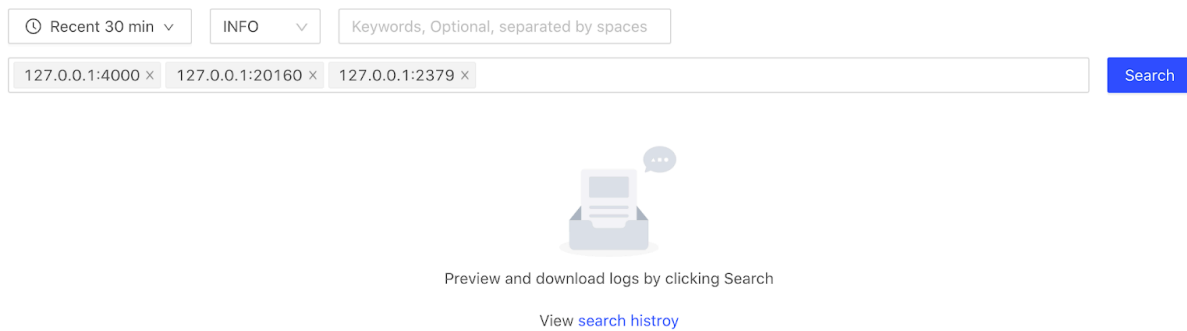 Recent 30 min INFO Keywords, Optional, separated by spaces
127.0.0.1:4000 × 127.0.0.1:20160 × 127.0.0.1:2379 × Search
Preview and download logs by clicking Search
View search histroy